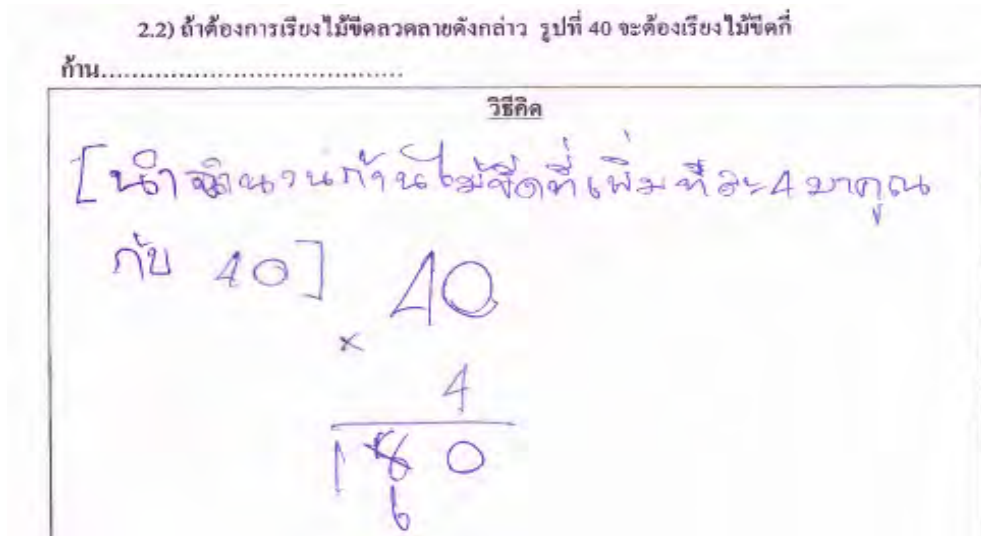 2.2) ถ้าต้องการเรียงไม้ขีดลวดลายดังกล่าว รูปที่ 40 จะต้องเรียงไม้ขีดกี่
ก้าน.......................................
วิธีคิด
[นำจำนวนก้านไม้ขีดที่เพิ่มทีละ 4 มาคูณ
กับ 40] 40
×
4
180
6